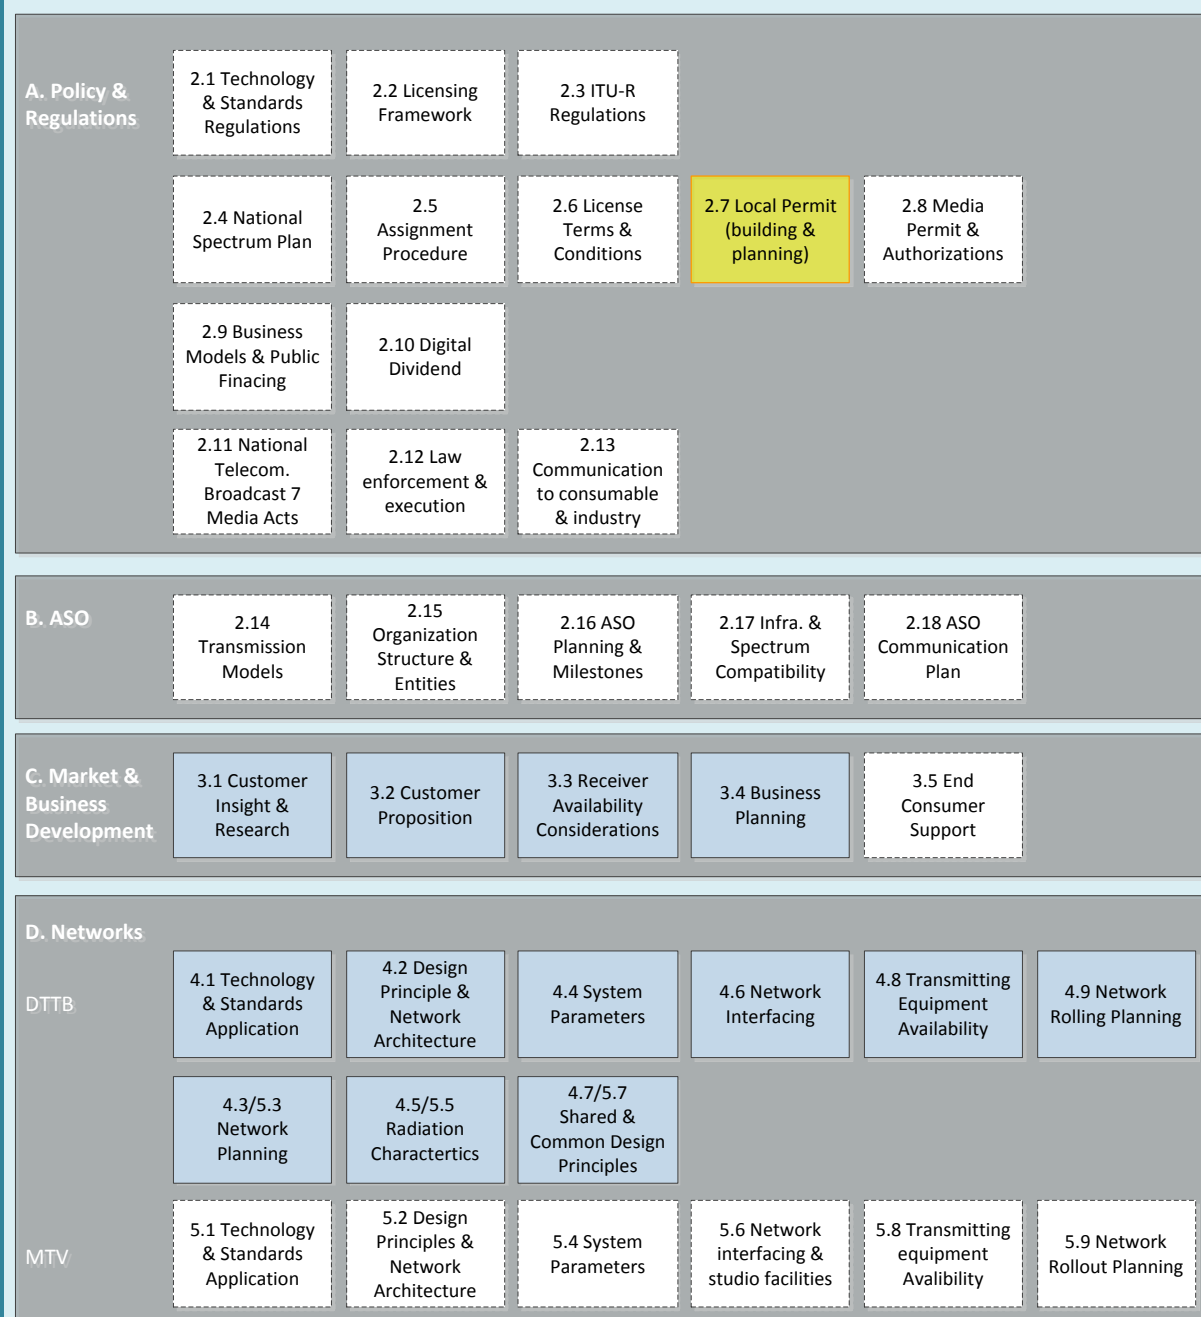 A. Policy &
Regulations
2.1 Technology
& Standards
Regulations
2.2 Licensing
Framework
2.3 ITU-R
Regulations
2.4 National
Spectrum Plan
2.5
Assignment
Procedure
2.6 License
Terms &
Conditions
2.7 Local Permit
(building &
planning)
2.8 Media
Permit &
Authorizations
2.9 Business
Models & Public
Finacing
2.10 Digital
Dividend
2.11 National
Telecom.
Broadcast 7
Media Acts
2.12 Law
enforcement &
execution
2.13
Communication
to consumable
& industry
B. ASO
2.14
Transmission
Models
2.15
Organization
Structure &
Entities
2.16 ASO
Planning &
Milestones
2.17 Infra. &
Spectrum
Compatibility
2.18 ASO
Communication
Plan
C. Market &
Business
Development
3.1 Customer
Insight &
Research
3.2 Customer
Proposition
3.3 Receiver
Availability
Considerations
3.4 Business
Planning
3.5 End
Consumer
Support
D. Networks
DTTB
4.1 Technology
& Standards
Application
4.2 Design
Principle &
Network
Architecture
4.4 System
Parameters
4.6 Network
Interfacing
4.8 Transmitting
Equipment
Availability
4.9 Network
Rolling Planning
4.3/5.3
Network
Planning
4.5/5.5
Radiation
Charactertics
4.7/5.7
Shared &
Common Design
Principles
MTV
5.1 Technology
& Standards
Application
5.2 Design
Principles &
Network
Architecture
5.4 System
Parameters
5.6 Network
interfacing &
studio facilities
5.8 Transmitting
equipment
Avalibility
5.9 Network
Rollout Planning